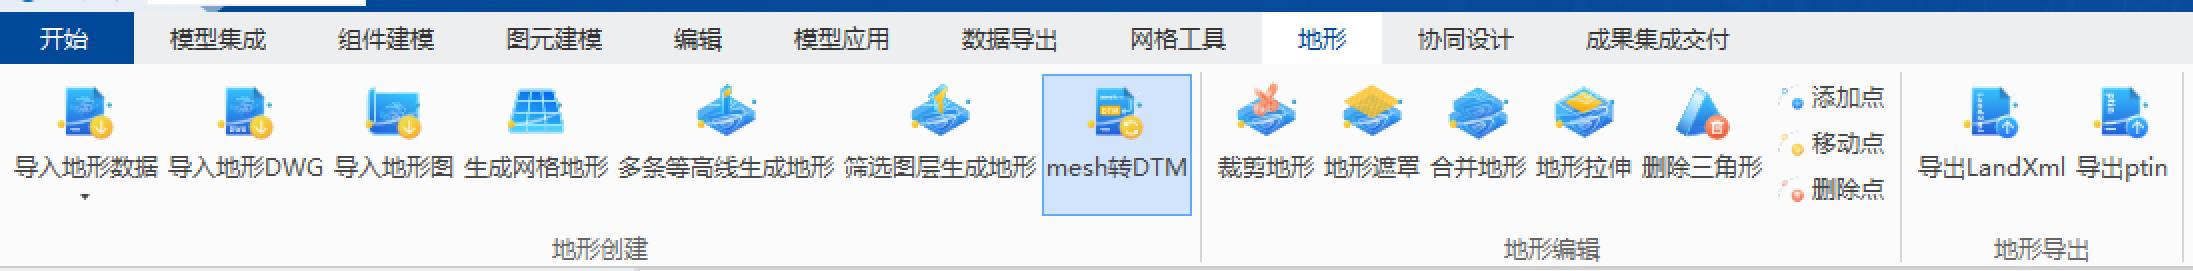 开始 模型集成 组件建模 图元建模 编辑 模型应用 数据导出 网格工具 地形 协同设计 成果集成交付
导入地形数据 导入地形DWG 导入地形图 生成网格地形 多条等高线生成地形 筛选图层生成地形 mesh转DTM
地形创建
裁剪地形 地形遮罩 合并地形 地形拉伸 删除三角形
添加点
移动点
删除点
地形编辑
导出LandXml 导出ptin
地形导出